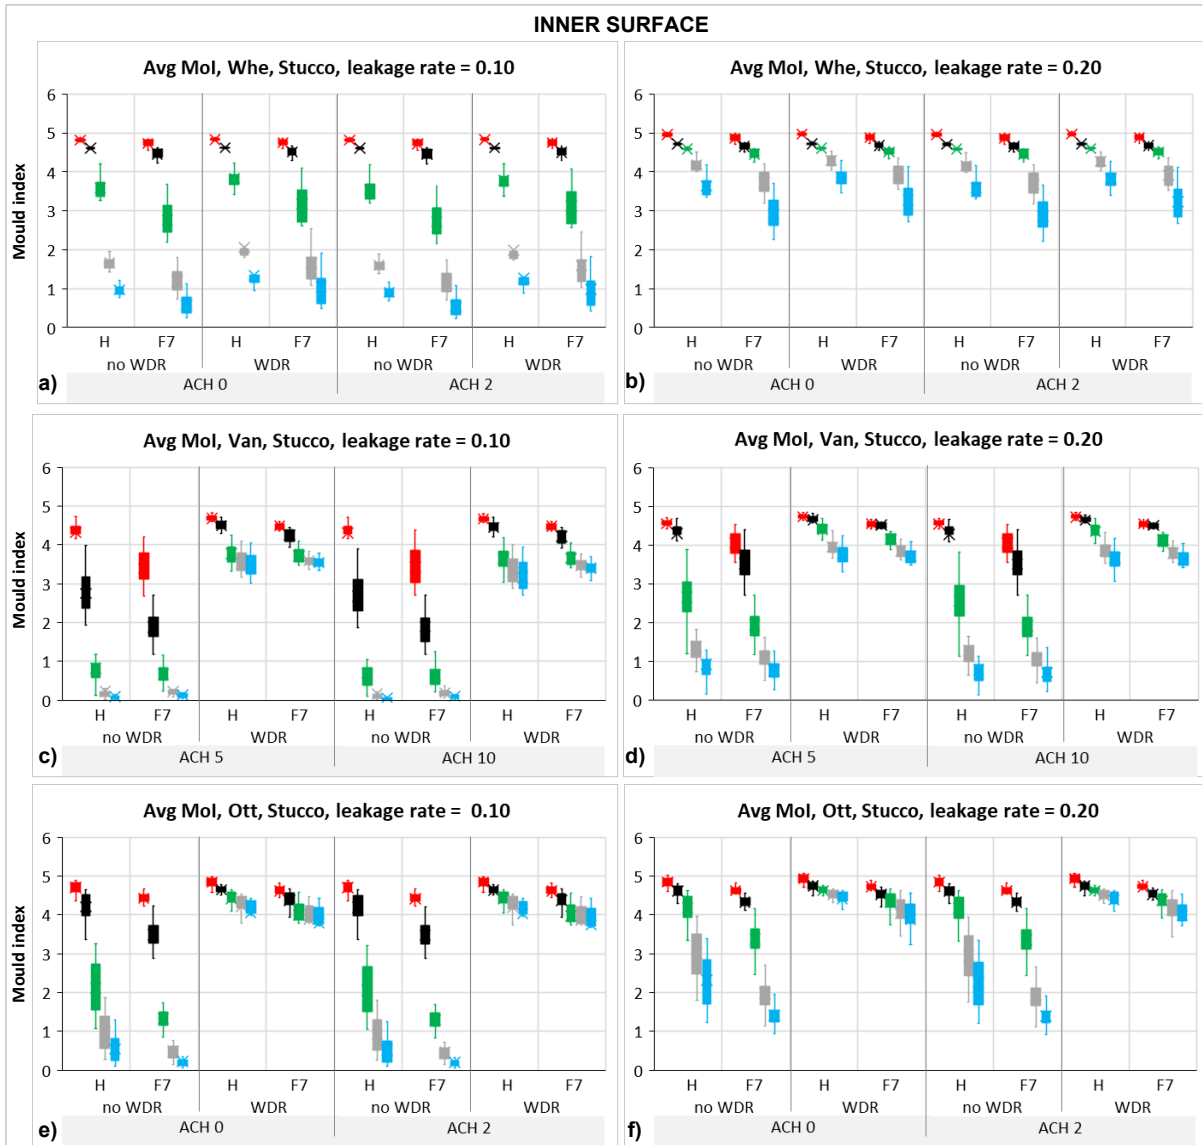 INNER SURFACE
Avg MoI, Whe, Stucco, leakage rate = 0.10
Mould index
6
5
4
3
2
1
0
H F7 H F7 H F7 H F7
no WDR WDR no WDR WDR
a) ACH 0 ACH 2
Avg MoI, Whe, Stucco, leakage rate = 0.20
6
5
4
3
2
1
0
H F7 H F7 H F7 H F7
no WDR WDR no WDR WDR
b) ACH 0 ACH 2
Avg MoI, Van, Stucco, leakage rate = 0.10
Mould index
6
5
4
3
2
1
0
H F7 H F7 H F7 H F7
no WDR WDR no WDR WDR
c) ACH 5 ACH 10
Avg MoI, Van, Stucco, leakage rate = 0.20
6
5
4
3
2
1
0
H F7 H F7 H F7 H F7
no WDR WDR no WDR WDR
d) ACH 5 ACH 10
Avg MoI, Ott, Stucco, leakage rate = 0.10
Mould index
6
5
4
3
2
1
0
H F7 H F7 H F7 H F7
no WDR WDR no WDR WDR
e) ACH 0 ACH 2
Avg MoI, Ott, Stucco, leakage rate = 0.20
6
5
4
3
2
1
0
H F7 H F7 H F7 H F7
no WDR WDR no WDR WDR
f) ACH 0 ACH 2